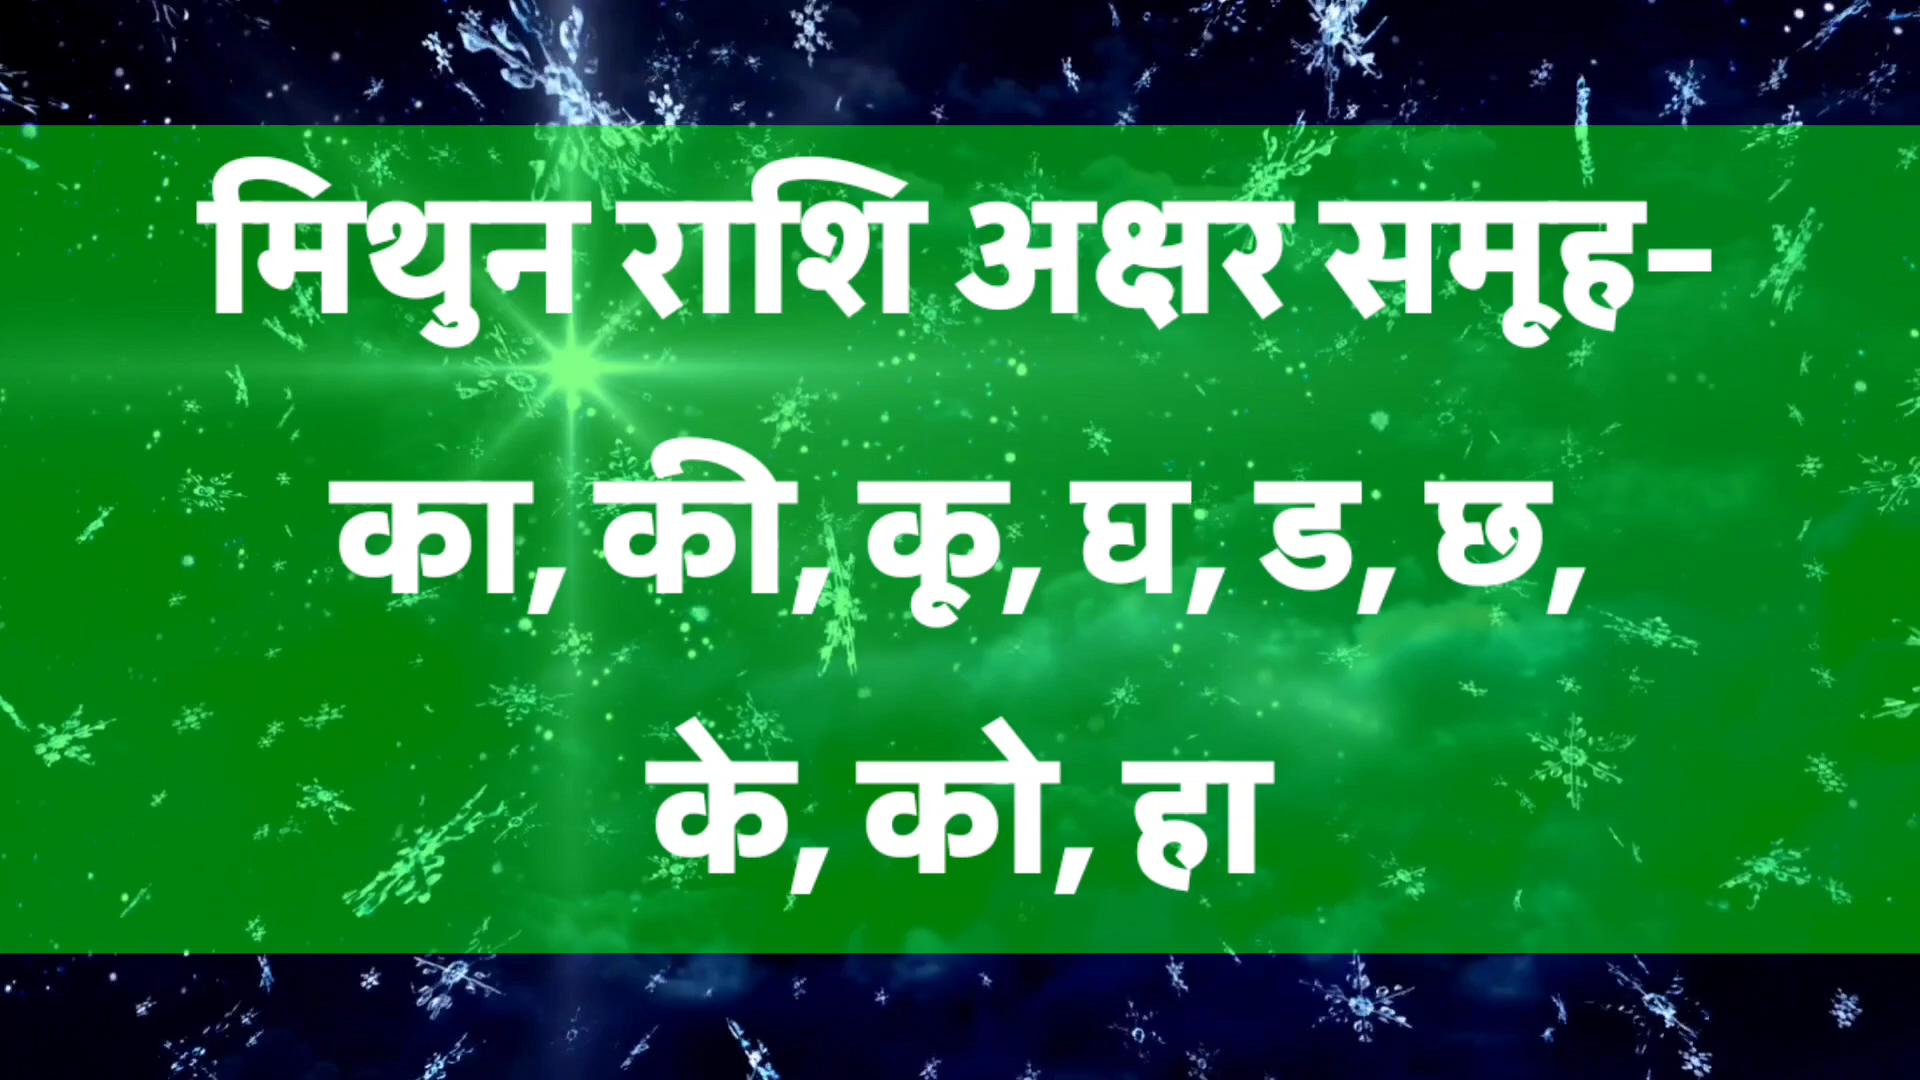 मिथुन राशि अक्षर समूह-
का, की, कू, घ, ड, छ,
के, को, हा